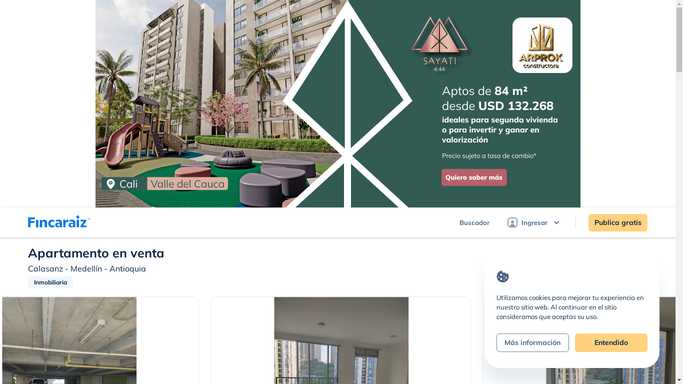 SAYATI
4:44
ARPROK
constructora
Aptos de 84 m²
desde USD 132.268
ideales para segunda vivienda
o para invertir y ganar en
valorización
Precio sujeto a tasa de cambio*
Quiero saber más
Cali
Valle del Cauca
Fincaraíz
Buscador
Ingresar
Publica gratis
Apartamento en venta
Calasanz - Medellín - Antioquia
Inmobiliaria
Utilizamos cookies para mejorar tu experiencia en
nuestro sitio web. Al continuar en el sitio
consideramos que aceptas su uso.
Más información
Entendido